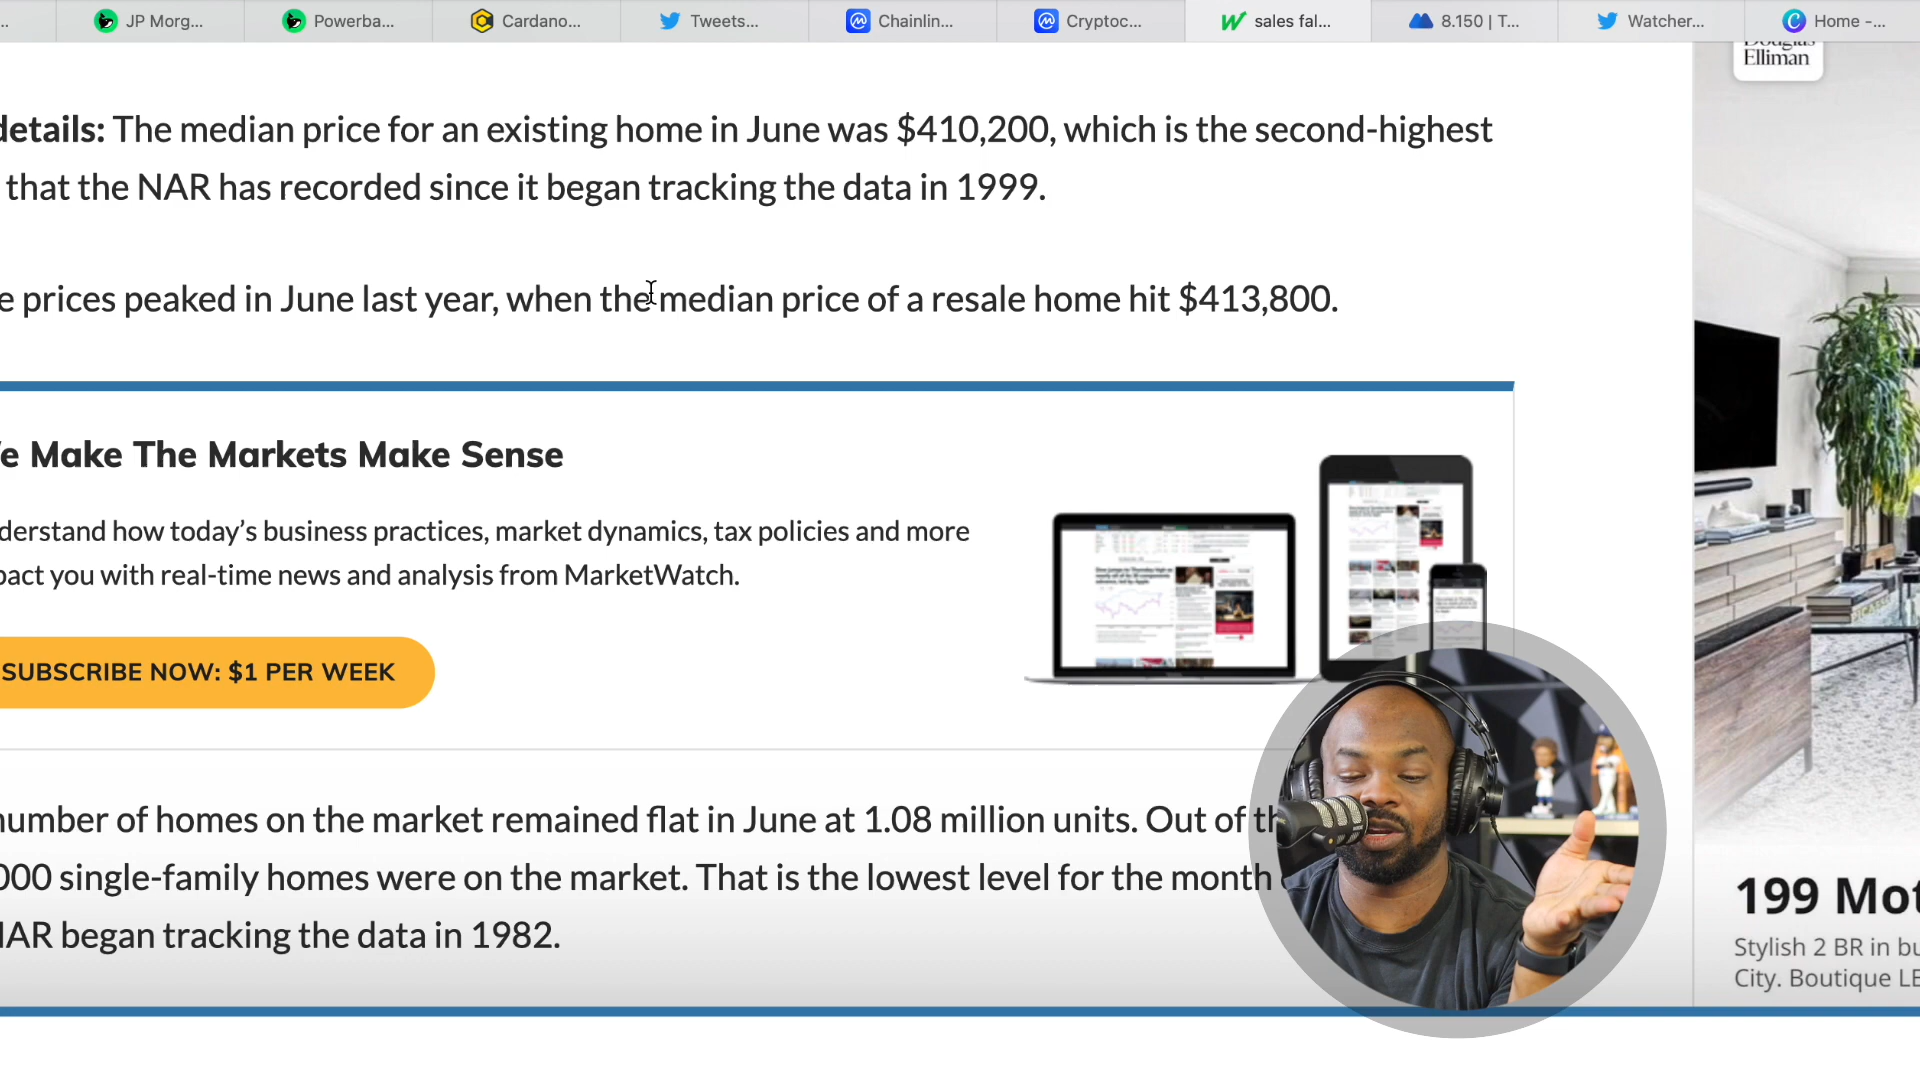 JP Morg...
Powerba...
Cardano...
Tweets...
Chainlin...
Cryptoc...
sales fal...
8.150 | T...
Watcher...
Home -...
Douglas
Elliman
details: The median price for an existing home in June was $410,200, which is the second-highest
that the NAR has recorded since it began tracking the data in 1999.
e prices peaked in June last year, when the median price of a resale home hit $413,800.
e Make The Markets Make Sense
derstand how today's business practices, market dynamics, tax policies and more
pact you with real-time news and analysis from MarketWatch.
SUBSCRIBE NOW: $1 PER WEEK
number of homes on the market remained flat in June at 1.08 million units. Out of th
000 single-family homes were on the market. That is the lowest level for the month
NAR began tracking the data in 1982.
199 Mot
Stylish 2 BR in bu
City. Boutique LE